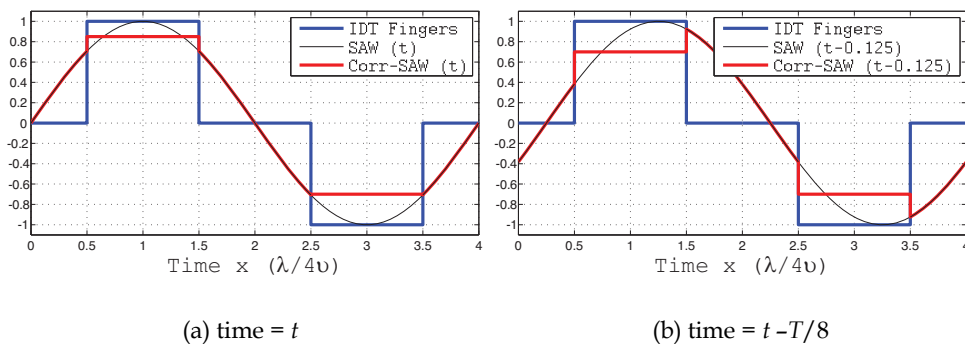 1
0.8
0.6
0.4
0.2
0
-0.2
-0.4
-0.6
-0.8
-1
0 0.5 1 1.5 2 2.5 3 3.5 4
Time x (λ/4υ)
IDT Fingers
SAW (t)
Corr-SAW (t)
(a) time = t
1
0.8
0.6
0.4
0.2
0
-0.2
-0.4
-0.6
-0.8
-1
0 0.5 1 1.5 2 2.5 3 3.5 4
Time x (λ/4υ)
IDT Fingers
SAW (t-0.125)
Corr-SAW (t-0.125)
(b) time = t –T/8